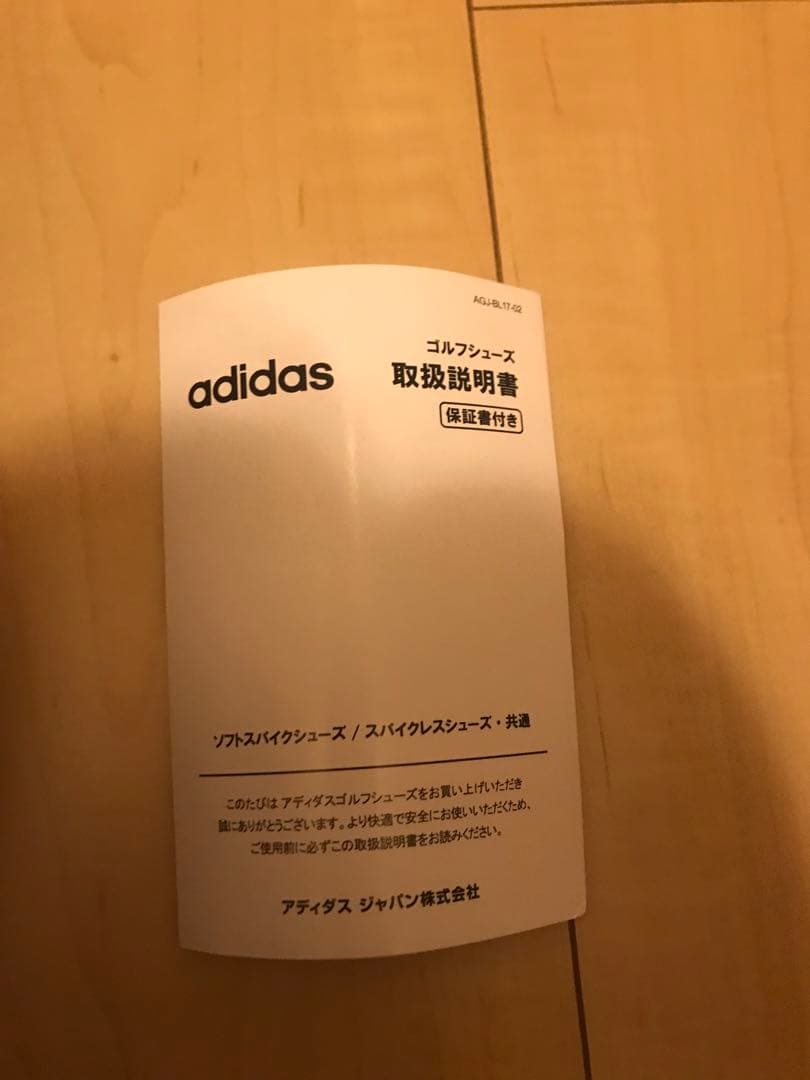 AGJ-BL17-02
adidas
ゴルフシューズ
取扱説明書
保証書付き
ソフトスパイクシューズ / スパイクレスシューズ・共通
このたびは アディダスゴルフシューズをお買い上げいただき
誠にありがとうございます。より快適で安全にお使いいただくため、
ご使用前に必ずこの取扱説明書をお読みください。
アディダス ジャパン株式会社